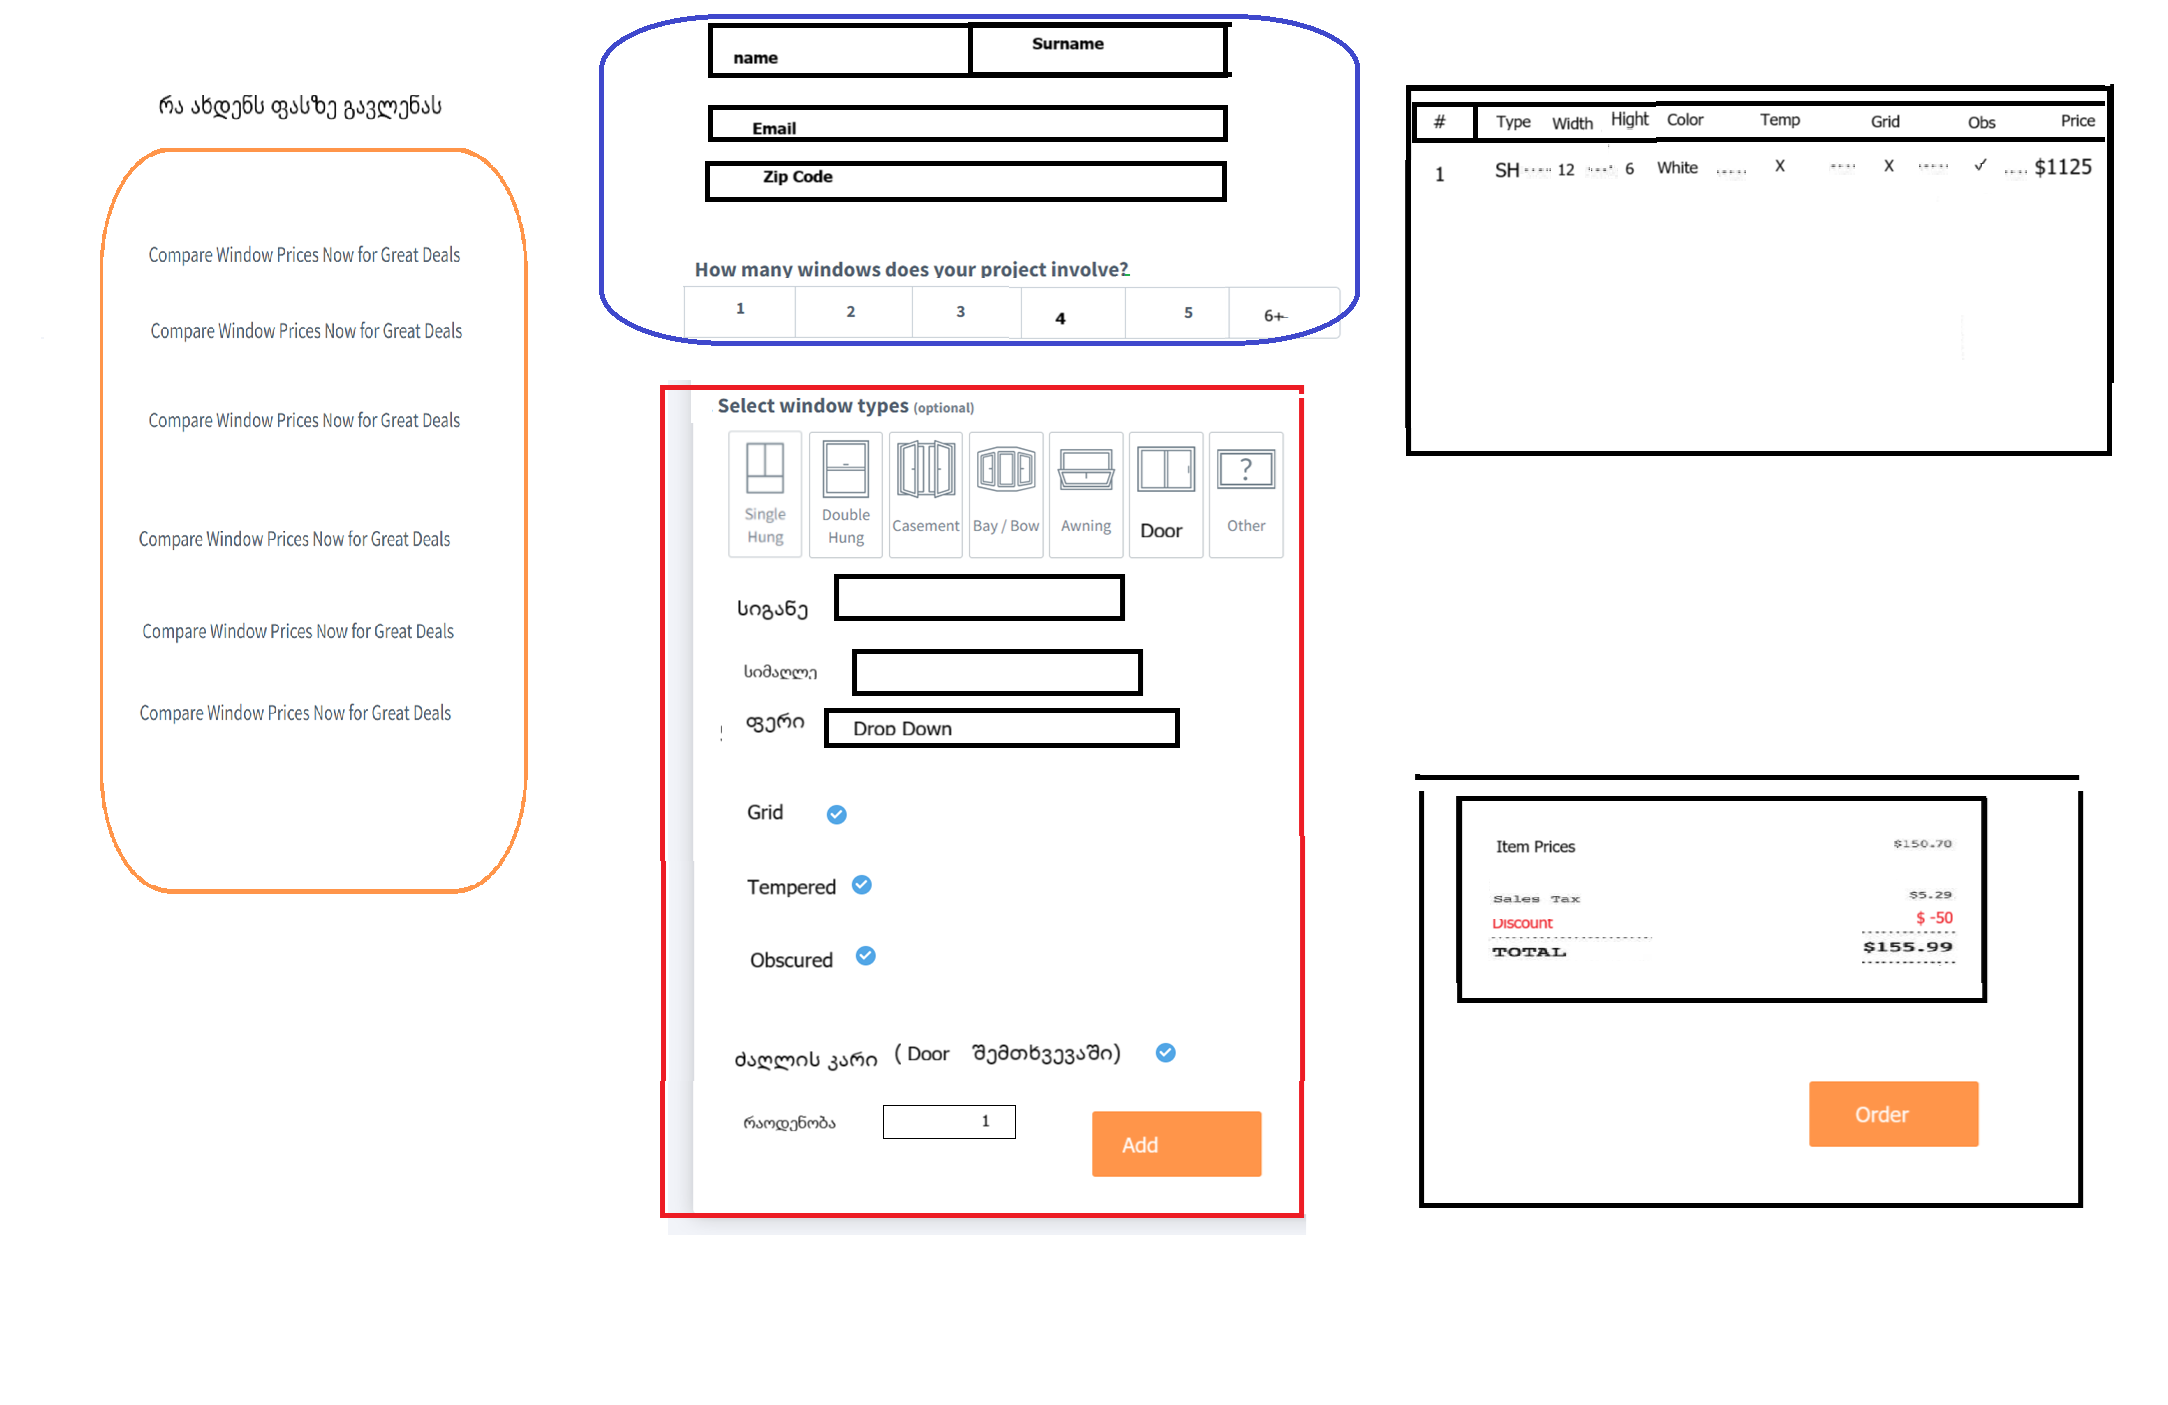 რა ახდენს ფასზე გავლენას
Compare Window Prices Now for Great Deals
Compare Window Prices Now for Great Deals
Compare Window Prices Now for Great Deals
Compare Window Prices Now for Great Deals
Compare Window Prices Now for Great Deals
Compare Window Prices Now for Great Deals
name Surname
Email
Zip Code
How many windows does your project involve?
1 2 3 4 5 6+
Select window types (optional)
Single Hung
Double Hung
Casement
Bay / Bow
Awning
Door
?
Other
სიგანე
სიმაღლე
ფერი Drop Down
Grid
Tempered
Obscured
ძაღლის კარი ( Door შემთხვევაში)
რაოდენობა 1
Add
# Type Width Hight Color Temp Grid Obs Price
1 SH 12 6 White X X ✓ $1125
Item Prices $150.70
Sales Tax $5.29
Discount $ -50
TOTAL $155.99
Order